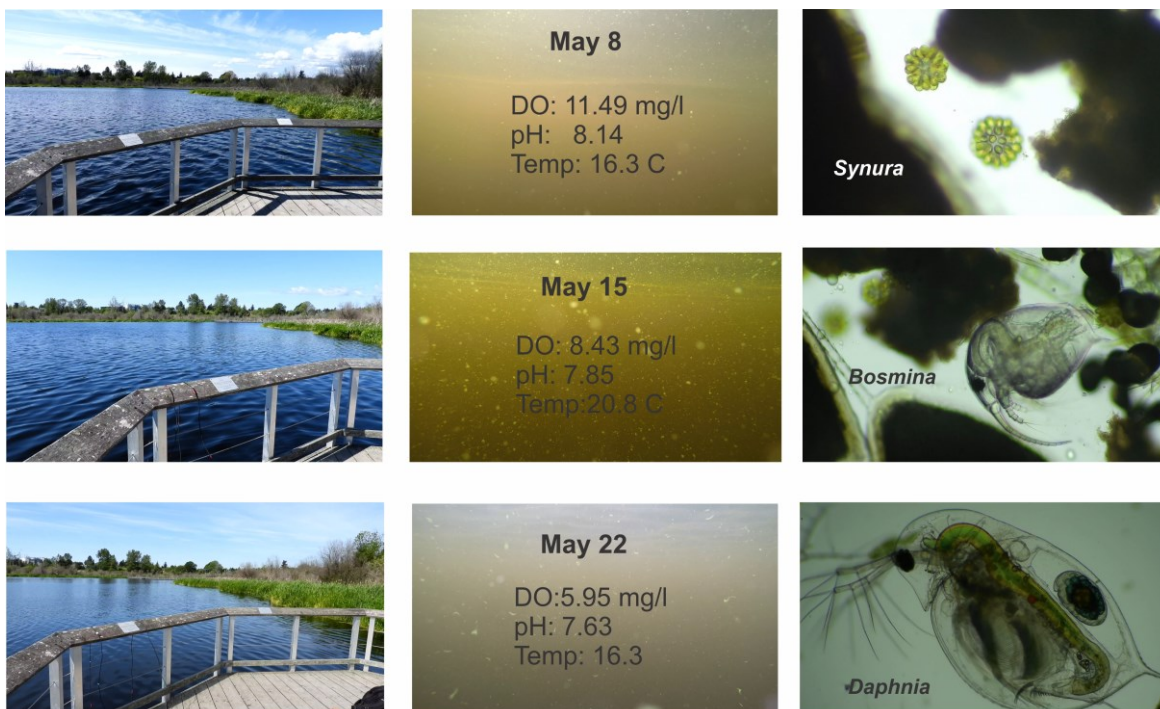 May 8
DO: 11.49 mg/l
pH: 8.14
Temp: 16.3 C
Synura
May 15
DO: 8.43 mg/l
pH: 7.85
Temp:20.8 C
Bosmina
May 22
DO:5.95 mg/l
pH: 7.63
Temp: 16.3
Daphnia